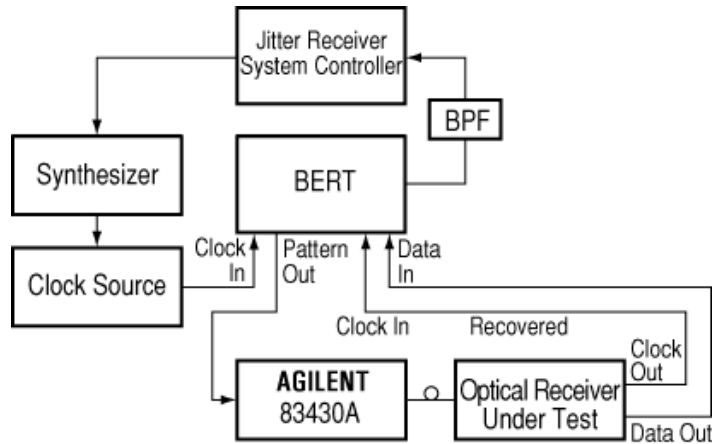 Jitter Receiver
System Controller
BPF
Synthesizer
BERT
Clock
In
Pattern
Out
Data
In
Clock Source
Clock In
Recovered
Clock
Out
AGILENT
83430A
Optical Receiver
Under Test
Data Out